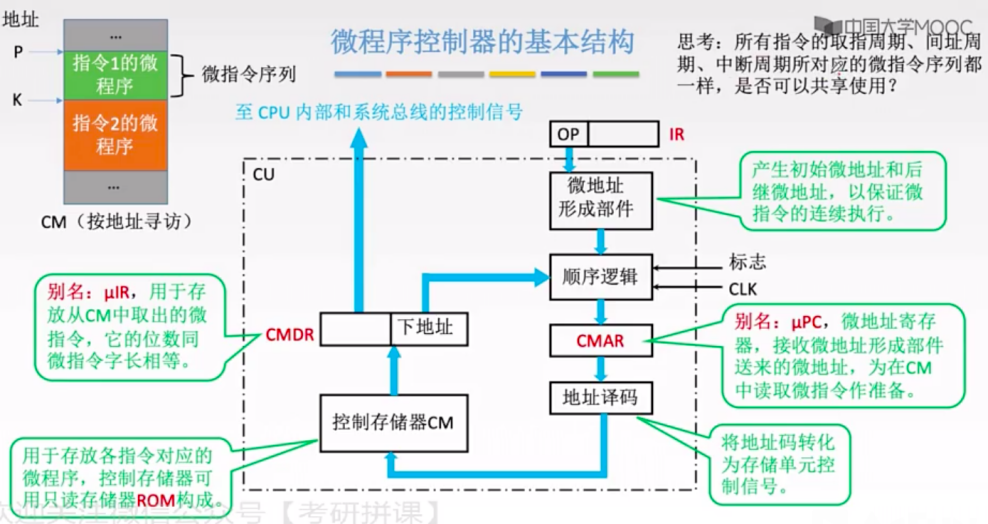 地址
P
K
...
指令1的微
程序
指令2的微
程序
...
微指令序列
CM（按地址寻访）
微程序控制器的基本结构
中国大学MOOC
思考：所有指令的取指周期、间址周
期、中断周期所对应的微指令序列都
一样，是否可以共享使用？
至 CPU 内部和系统总线的控制信号
OP
IR
CU
微地址
形成部件
产生初始微地址和后
继微地址，以保证微
指令的连续执行。
顺序逻辑
标志
CLK
别名：μIR，用于存
放从CM中取出的微
指令，它的位数同
微指令字长相等。
CMDR
下地址
CMAR
别名：μPC，微地址寄存
器，接收微地址形成部件
送来的微地址，为在CM
中读取微指令作准备。
地址译码
控制存储器CM
将地址码转化
为存储单元控
制信号。
用于存放各指令对应的
微程序，控制存储器可
用只读存储器ROM构成。
欢迎关注微信公众号【考研拼课】